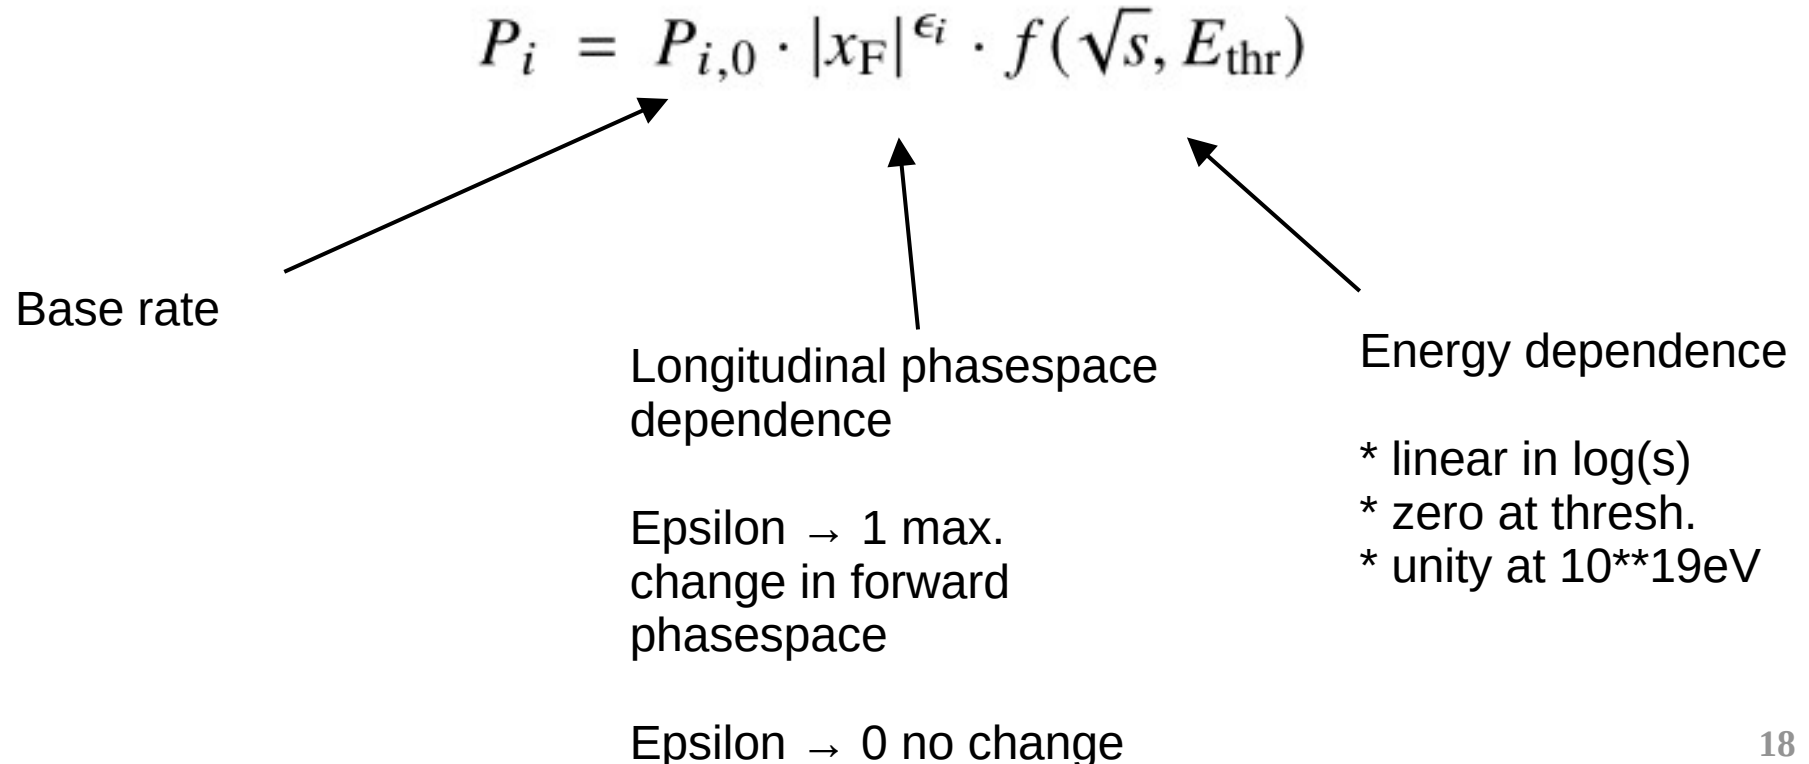 P_i = P_{i,0} · |x_F|^{ϵ_i} · f(√s, E_thr)
Base rate
Longitudinal phasespace
dependence
Epsilon → 1 max.
change in forward
phasespace
Epsilon → 0 no change
Energy dependence
* linear in log(s)
* zero at thresh.
* unity at 10**19eV
18